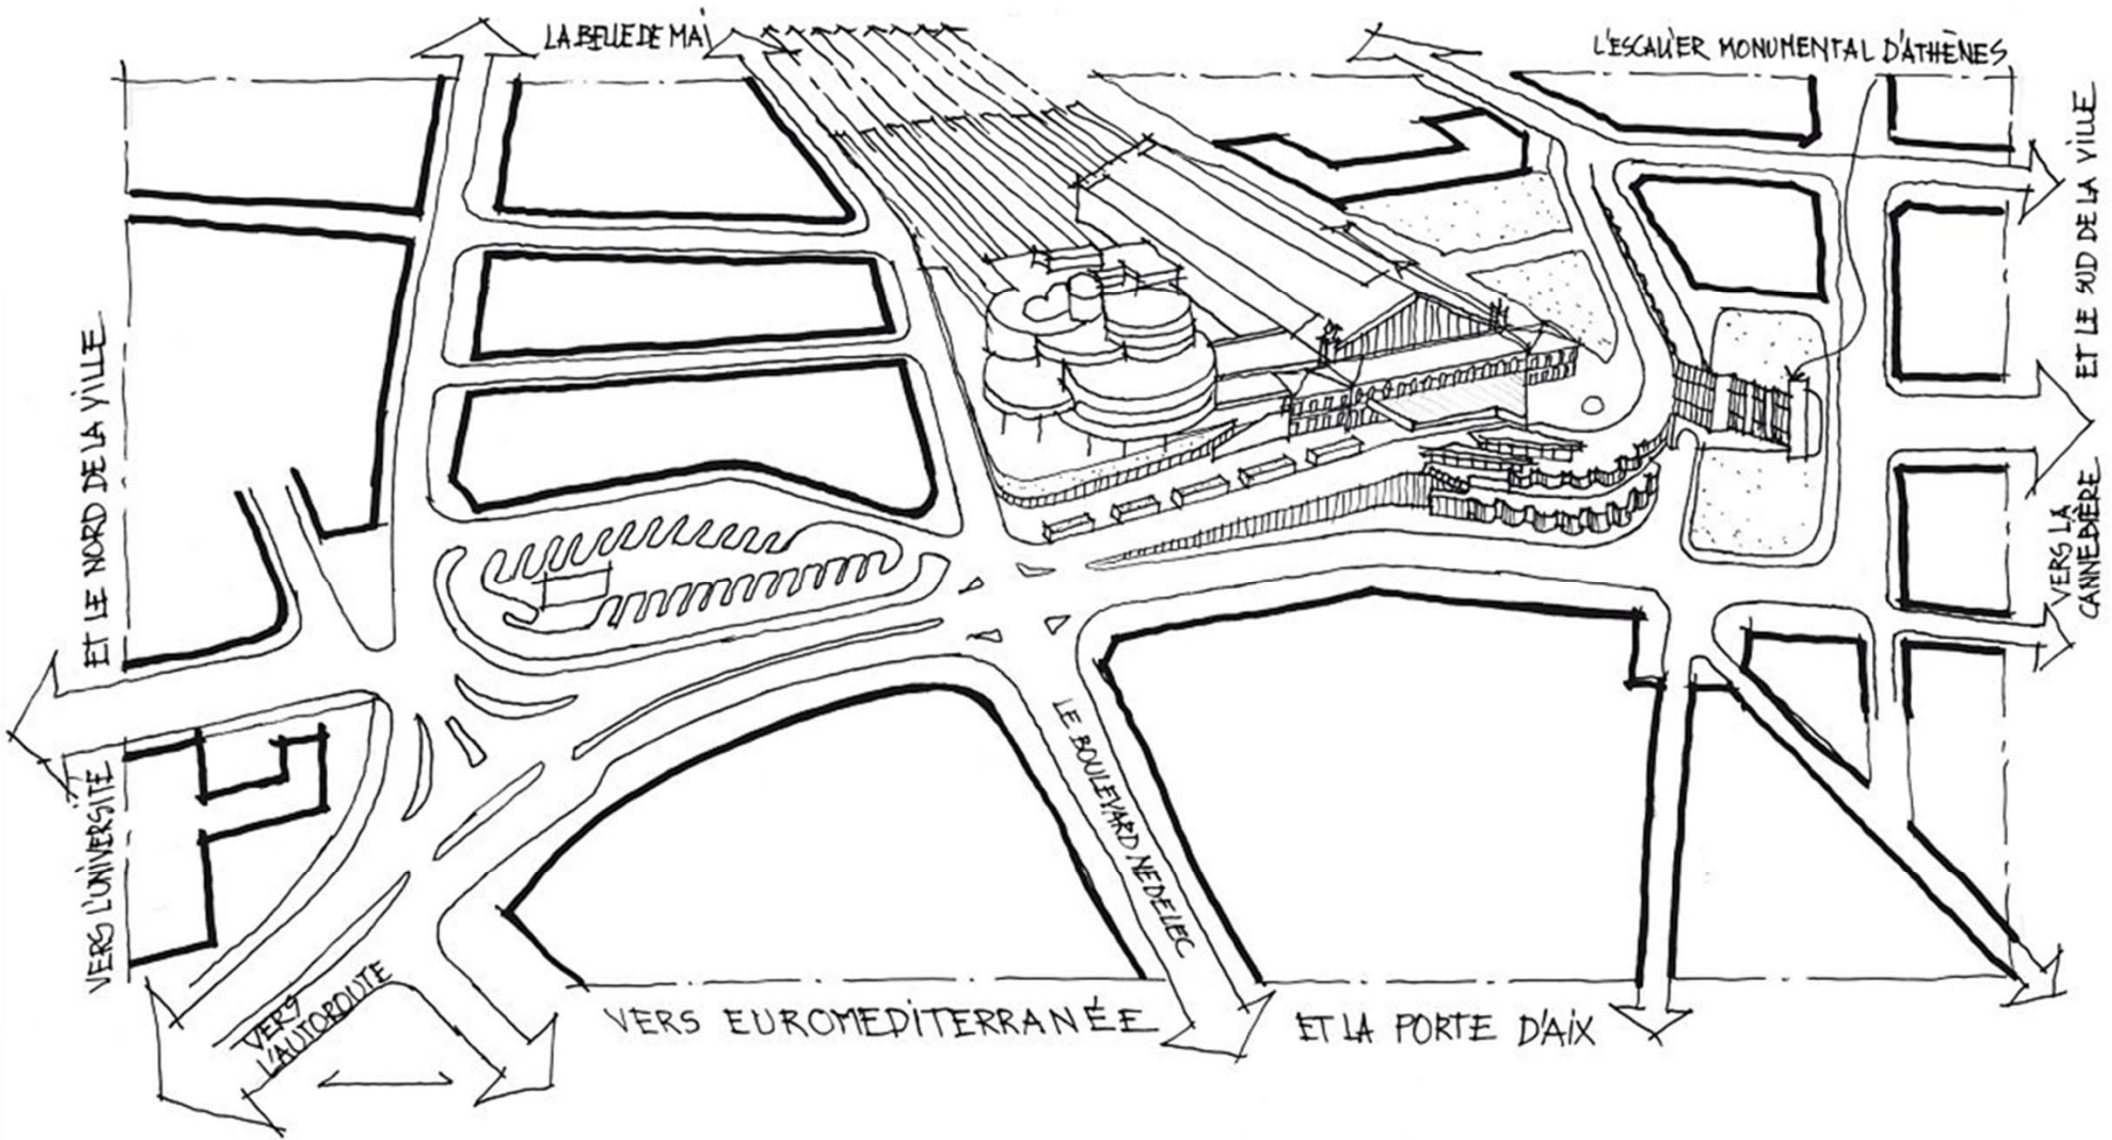 LA BELLE DE MAI
L'ESCALIER MONUMENTAL D'ATHÈNES
ET LE SUD DE LA VILLE
VERS LA
CANNEBIÈRE
ET LE NORD DE LA VILLE
VERS L'UNIVERSITÉ
VERS
L'AUTOROUTE
LE BOULEVARD NEDELEC
VERS EUROMEDITERRANÉE
ET LA PORTE D'AIX